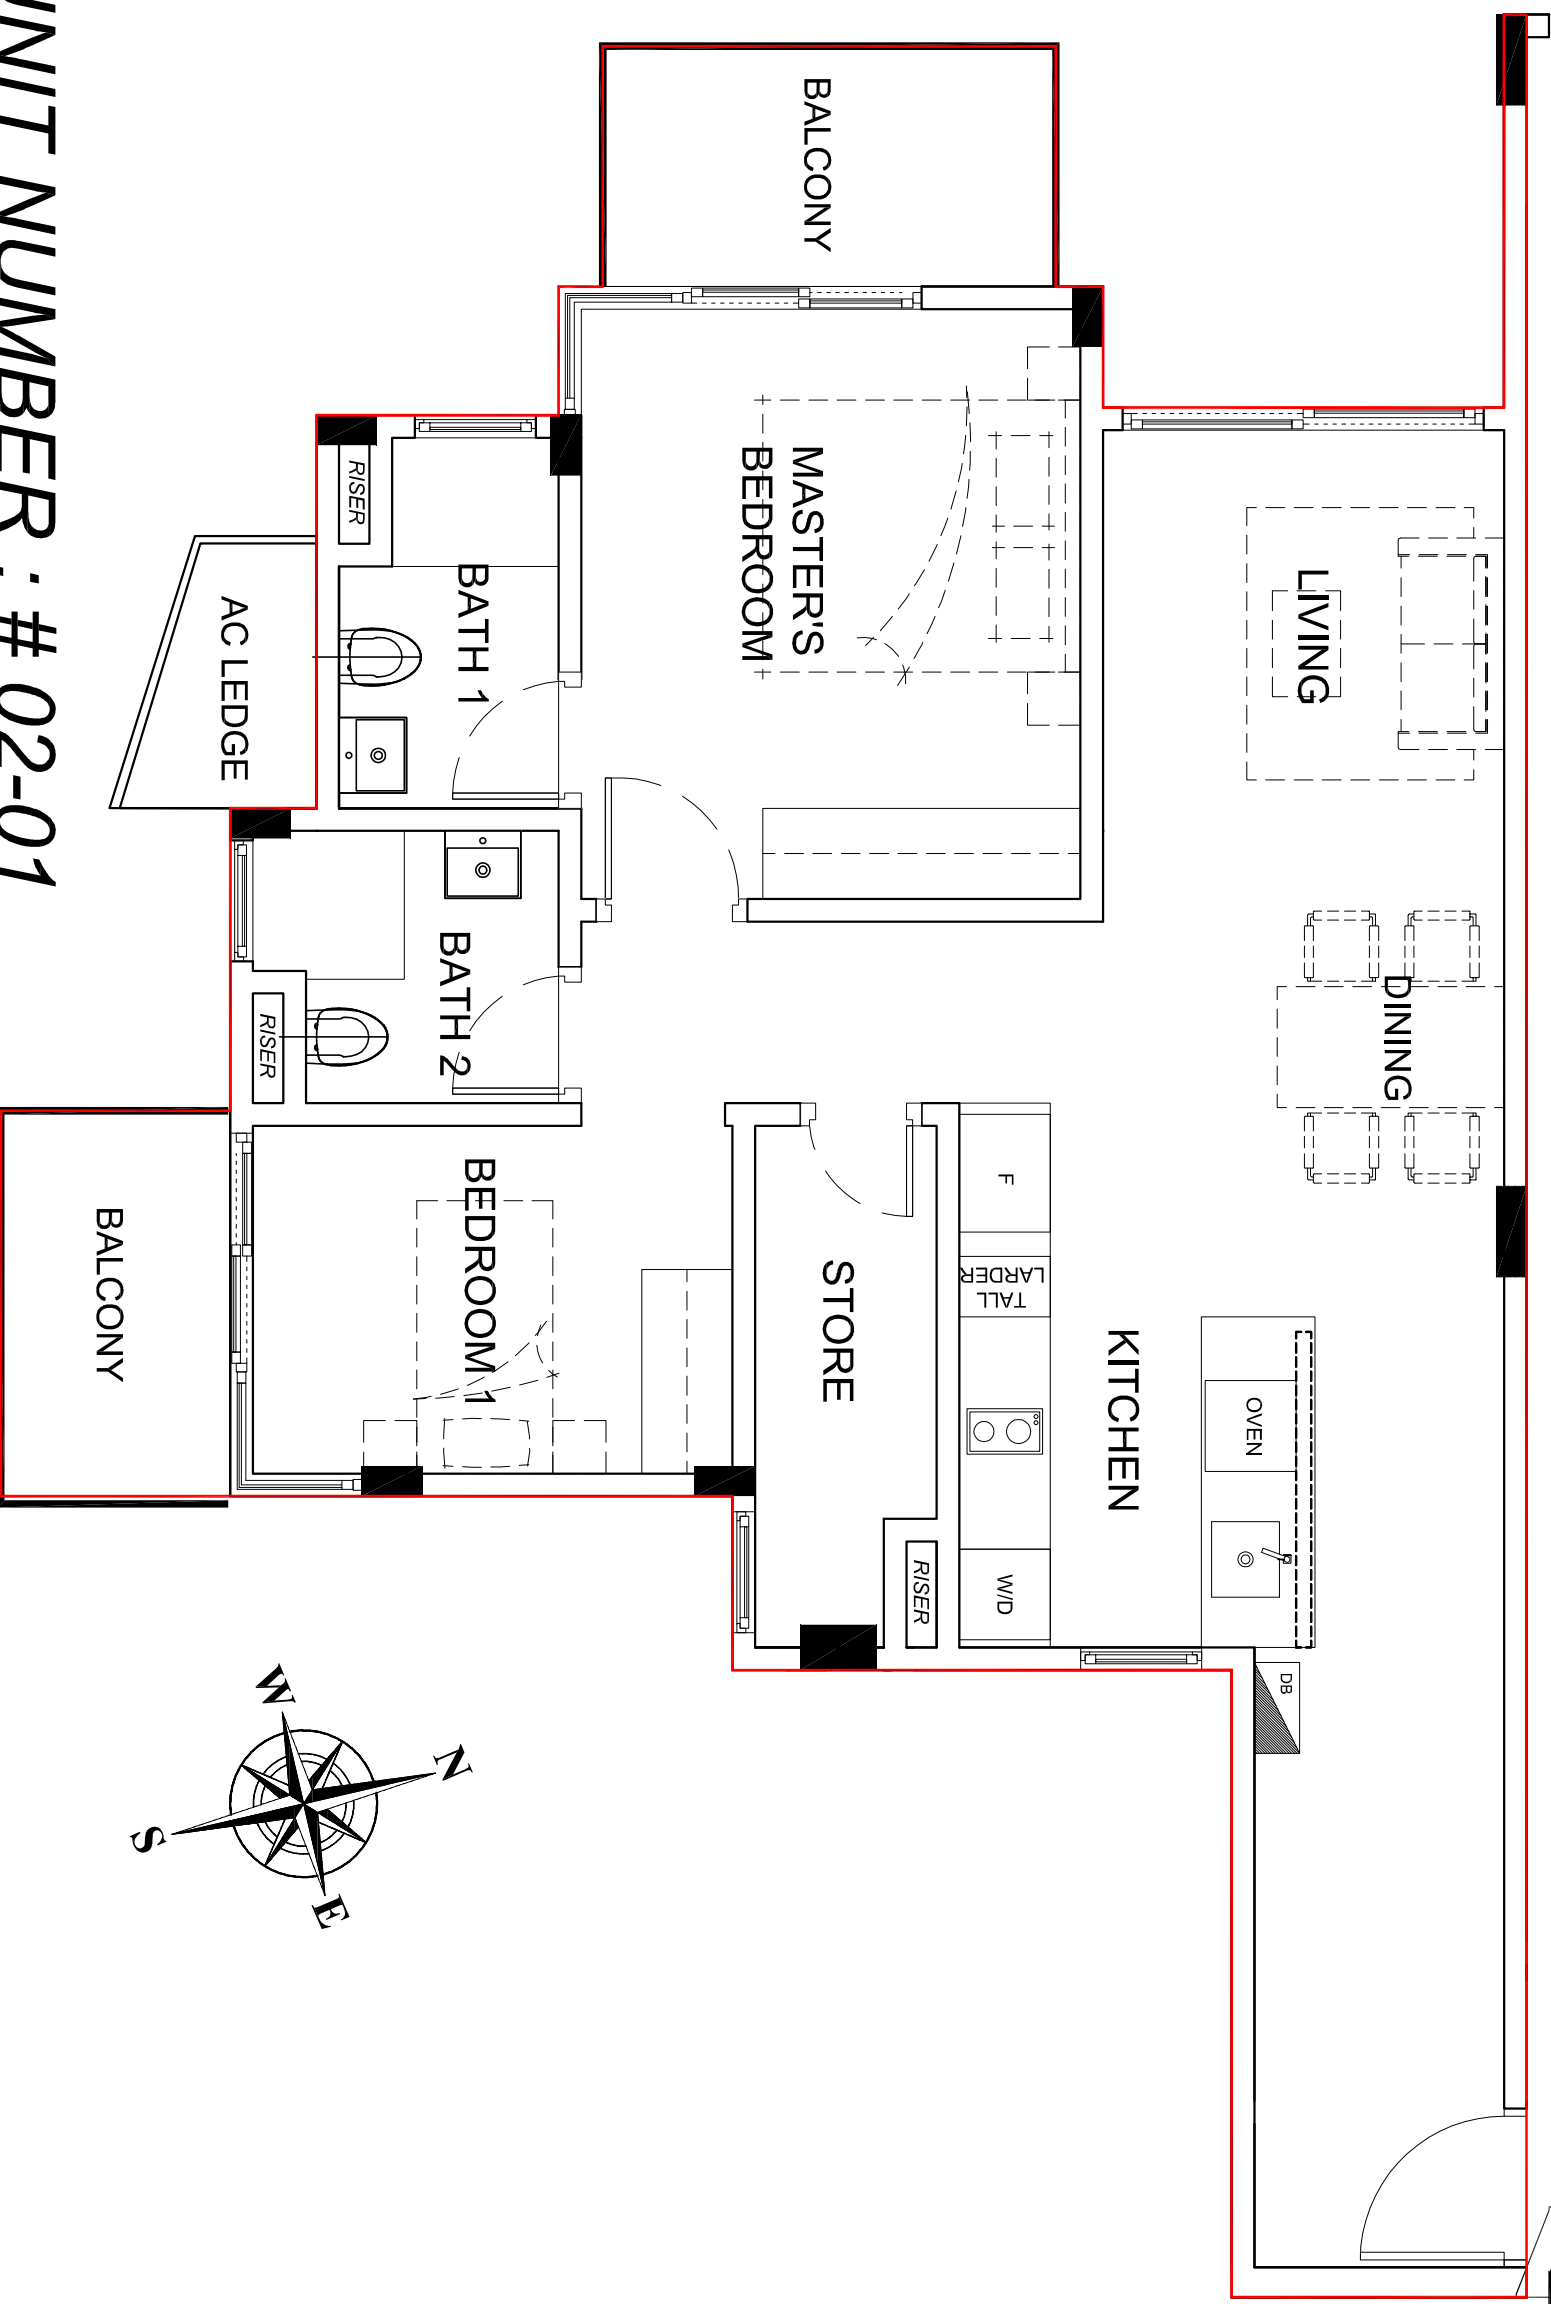 UNIT NUMBER : # 02-01
BALCONY
MASTER'S
BEDROOM
LIVING
RISER
BATH 1
AC LEDGE
DINING
BATH 2
RISER
BEDROOM 1
BALCONY
STORE
F
TALL
LARDER
KITCHEN
OVEN
W/D
RISER
DB
N
E
S
W